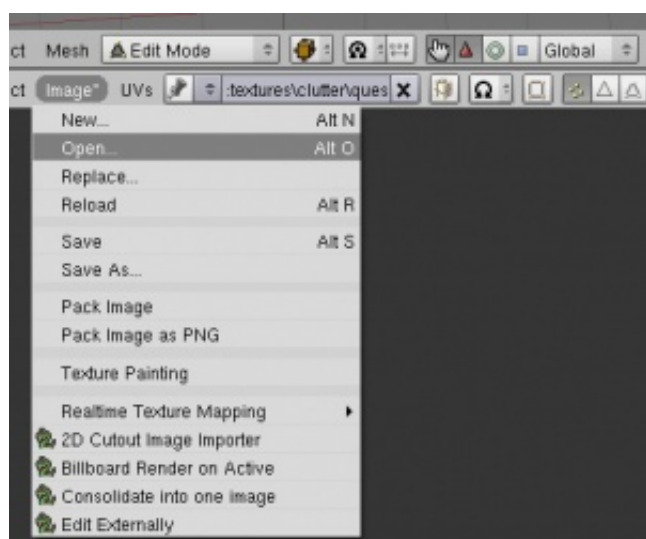 ct Mesh Edit Mode Global
ct Image* UVs :textures\clutter\ques X
New... Alt N
Open... Alt O
Replace...
Reload Alt R
Save Alt S
Save As...
Pack Image
Pack Image as PNG
Texture Painting
Realtime Texture Mapping
2D Cutout Image Importer
Billboard Render on Active
Consolidate into one image
Edit Externally